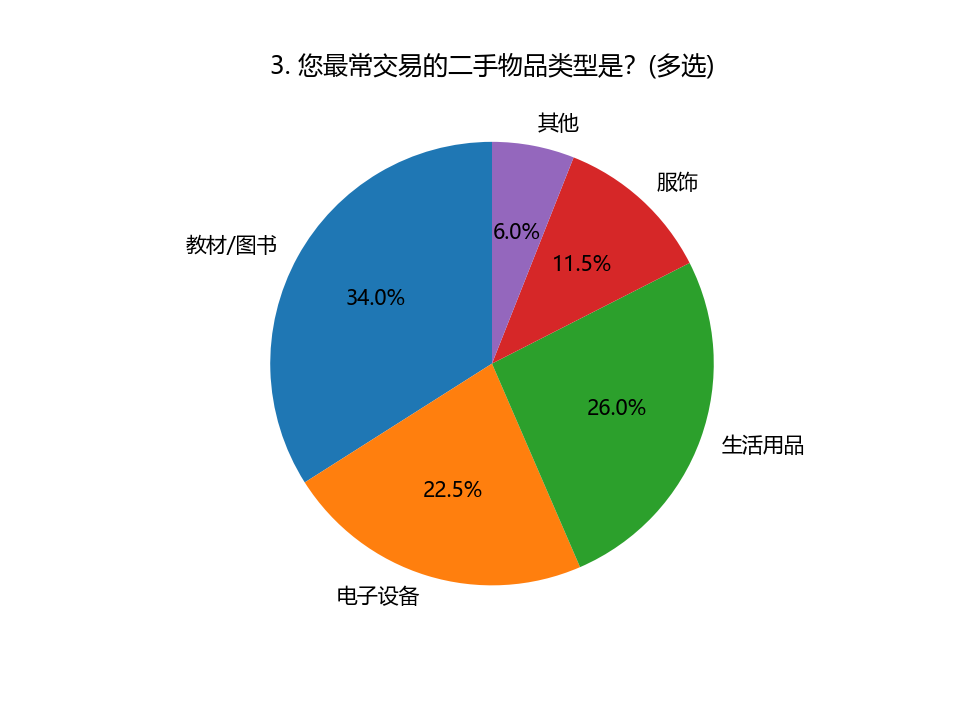 3. 您最常交易的二手物品类型是？(多选)
其他
服饰
教材/图书
6.0%
11.5%
34.0%
26.0%
生活用品
22.5%
电子设备